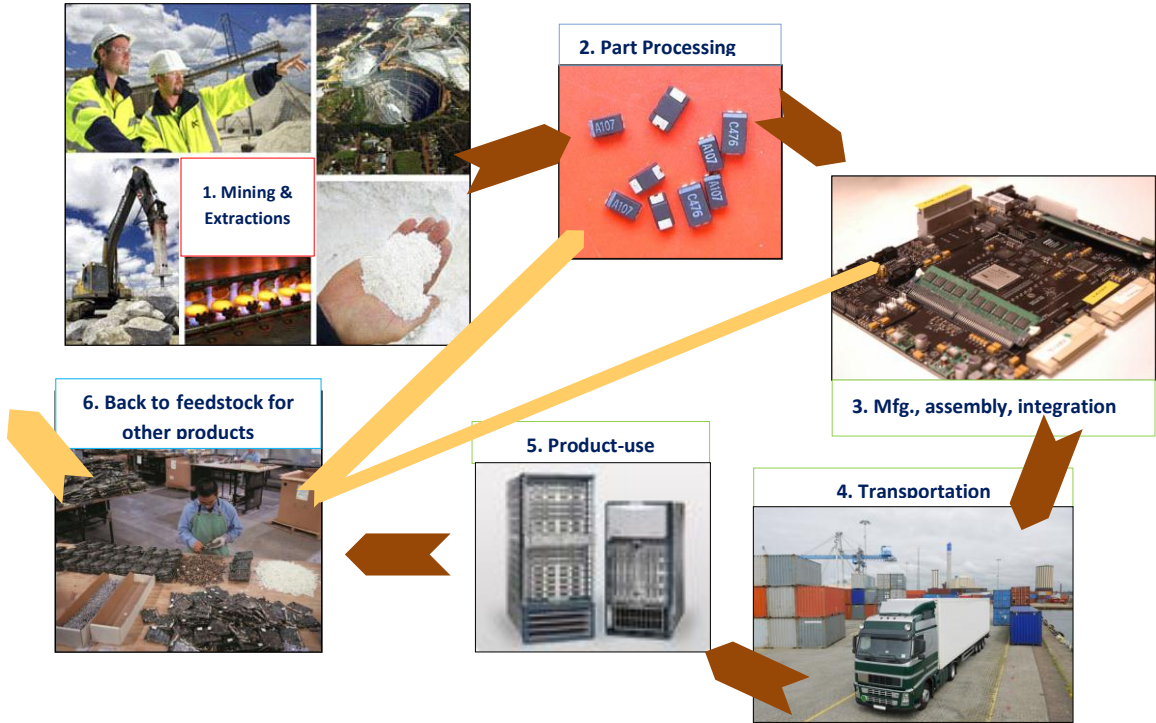 1. Mining &
Extractions
2. Part Processing
A107
C476
A107
A107
A107
C476
3. Mfg., assembly, integration
4. Transportation
5. Product-use
6. Back to feedstock for
other products